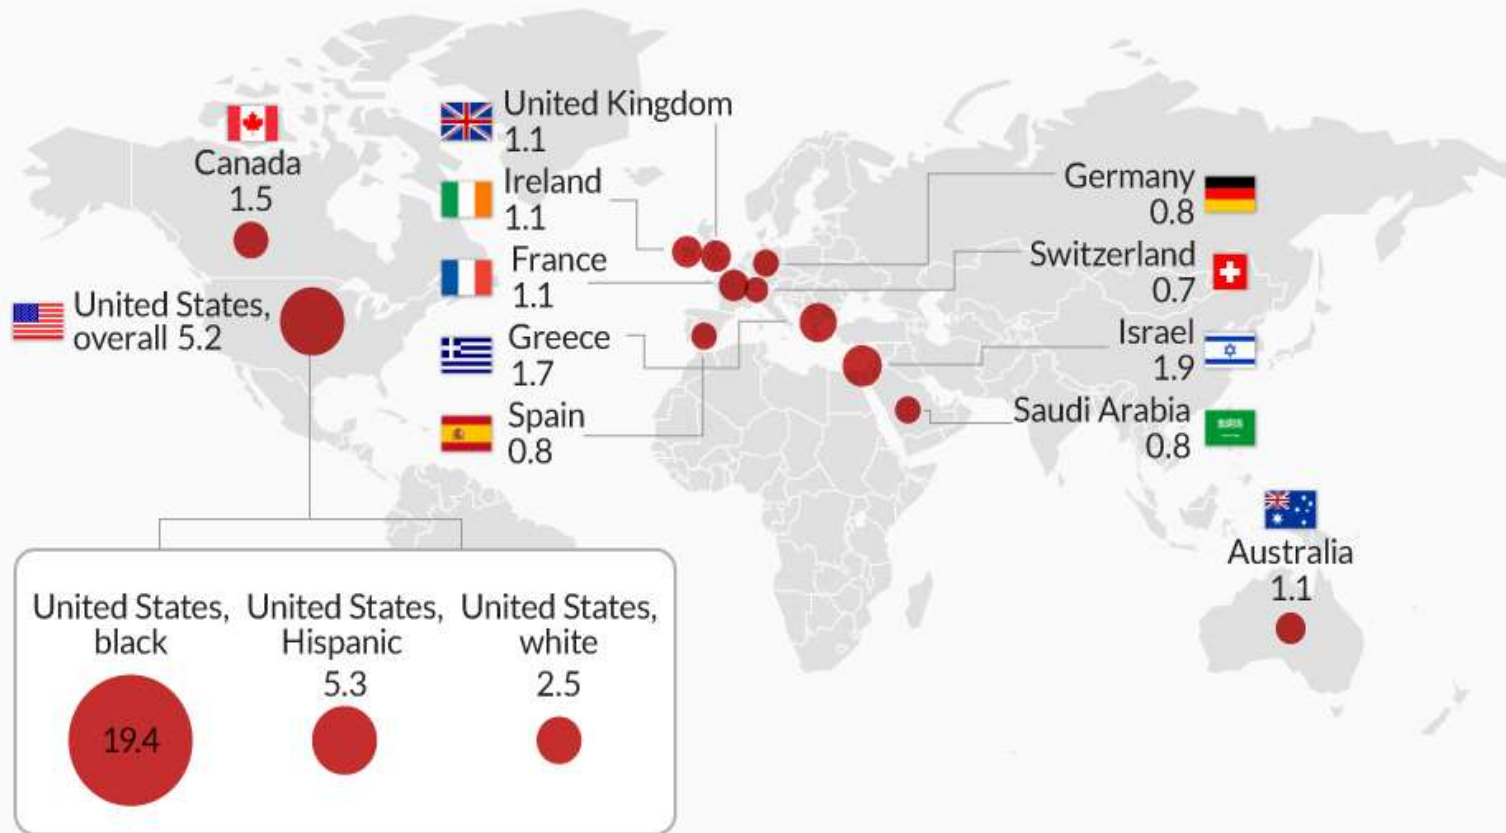 Canada
1.5
United States,
overall 5.2
United Kingdom
1.1
Ireland
1.1
France
1.1
Greece
1.7
Spain
0.8
Germany
0.8
Switzerland
0.7
Israel
1.9
Saudi Arabia
0.8
Australia
1.1
United States,
black
19.4
United States,
Hispanic
5.3
United States,
white
2.5